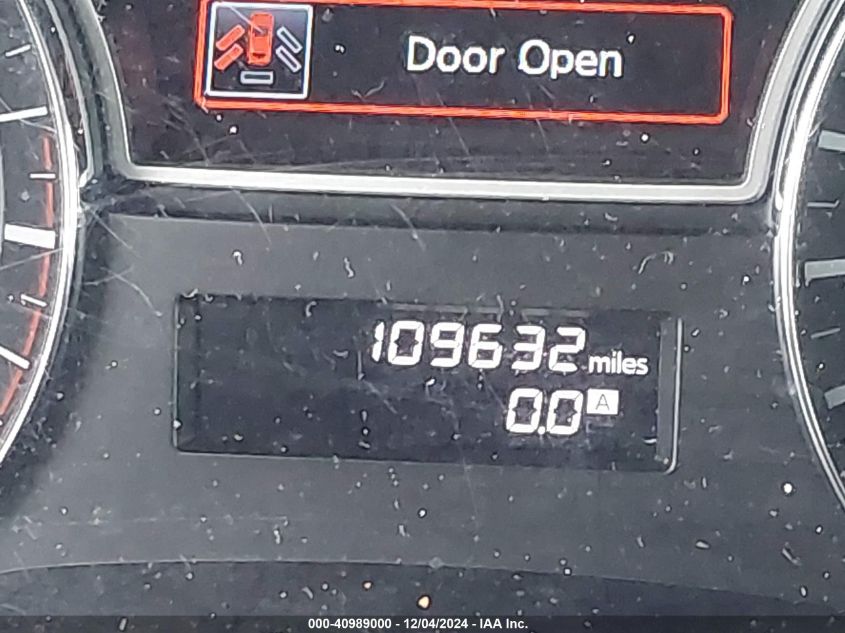 Door Open
109632 miles
0.0 A
000-40989000 - 12/04/2024 - IAA Inc.